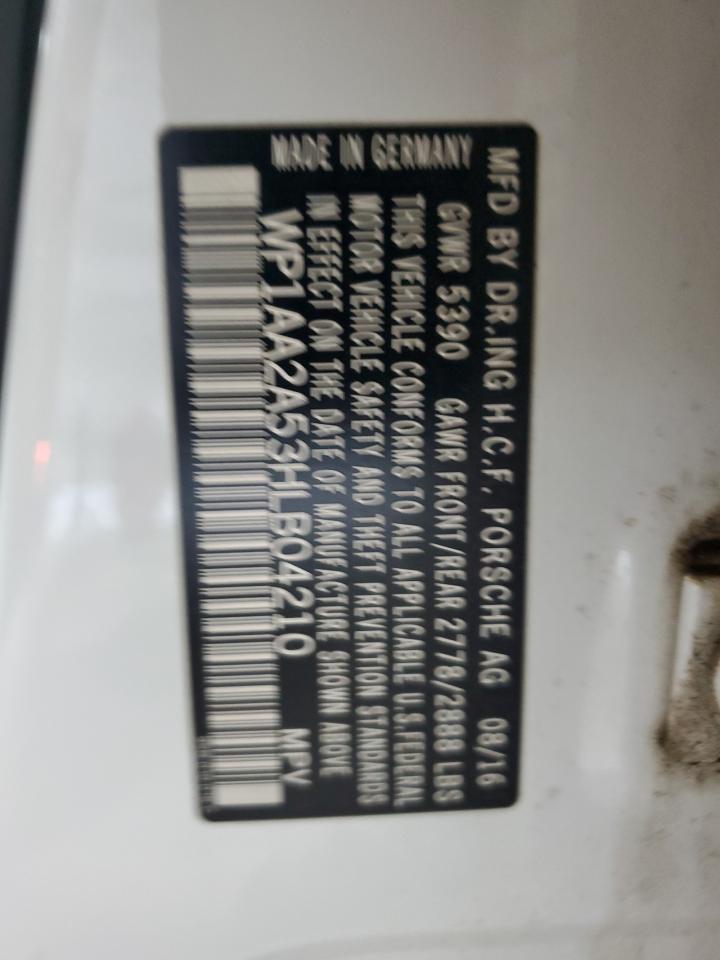 MFD BY DR.ING H.C.F. PORSCHE AG 08/16
GVWR 5390 GAWR FRONT/REAR 2778/2888 LBS
THIS VEHICLE CONFORMS TO ALL APPLICABLE U.S.FEDERAL
MOTOR VEHICLE SAFETY AND THEFT PREVENTION STANDARDS
IN EFFECT ON THE DATE OF MANUFACTURE SHOWN ABOVE
MADE IN GERMANY
WP1AA2A53HLB04210 MPV